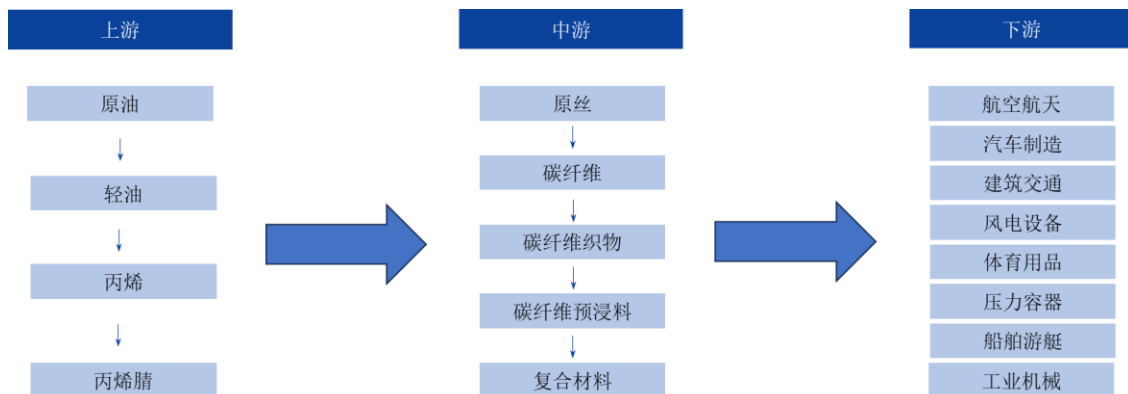 上游
原油
轻油
丙烯
丙烯腈
中游
原丝
碳纤维
碳纤维织物
碳纤维预浸料
复合材料
下游
航空航天
汽车制造
建筑交通
风电设备
体育用品
压力容器
船舶游艇
工业机械